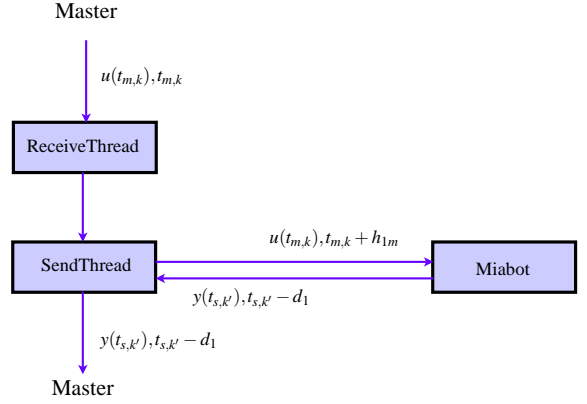 Master
u(t_{m,k}), t_{m,k}
ReceiveThread
u(t_{m,k}), t_{m,k} + h_{1m}
SendThread
Miabot
y(t_{s,k'}), t_{s,k'} − d_1
y(t_{s,k'}), t_{s,k'} − d_1
Master